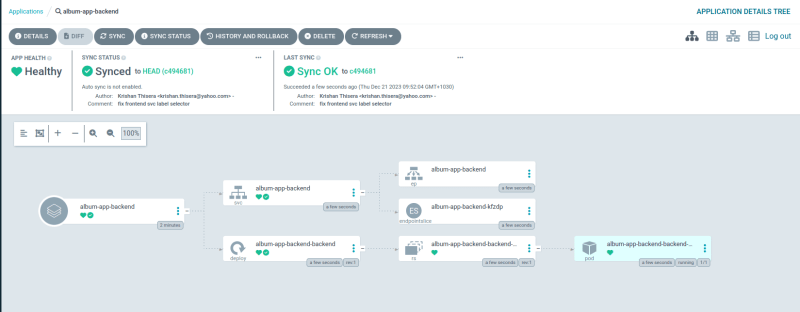 Applications / album-app-backend
APPLICATION DETAILS TREE
DETAILS DIFF SYNC SYNC STATUS HISTORY AND ROLLBACK DELETE REFRESH
Log out
APP HEALTH
Healthy
SYNC STATUS
Synced to HEAD (c494681)
Auto sync is not enabled.
Author: Krishan Thisera <krishan.thisera@yahoo.com> -
Comment: fix frontend svc label selector
LAST SYNC
Sync OK to c494681
Succeeded a few seconds ago (Thu Dec 21 2023 09:52:04 GMT+1030)
Author: Krishan Thisera <krishan.thisera@yahoo.com> -
Comment: fix frontend svc label selector
100%
album-app-backend
2 minutes
svc
album-app-backend
a few seconds
ep
album-app-backend
a few seconds
ES
endpointslice
album-app-backend-kfzdp
a few seconds
deploy
album-app-backend-backend
a few seconds rev:1
rs
album-app-backend-backend-...
a few seconds rev:1
pod
album-app-backend-backend-...
a few seconds running 1/1